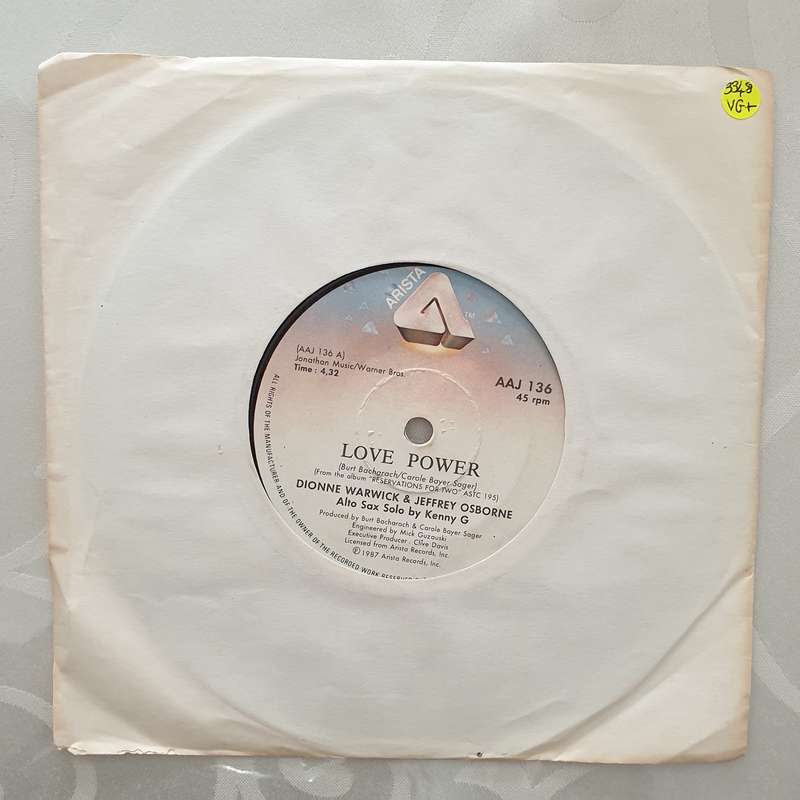 3348
VG+
ARISTA
TM
(AAJ 136 A)
Jonathan Music/Warner Bros.
Time : 4,32
AAJ 136
45 rpm
LOVE POWER
(Burt Bacharach/Carole Bayer Sager)
(From the album "RESERVATIONS FOR TWO" ASTC 195)
DIONNE WARWICK & JEFFREY OSBORNE
Alto Sax Solo by Kenny G
Produced by Burt Bacharach & Carole Bayer Sager
Engineered by Mick Guzauski
Executive Producer : Clive Davis
Licensed from Arista Records, Inc.
℗ 1987 Arista Records, Inc.
ALL RIGHTS OF THE MANUFACTURER AND OF THE OWNER OF THE RECORDED WORK RESERVED